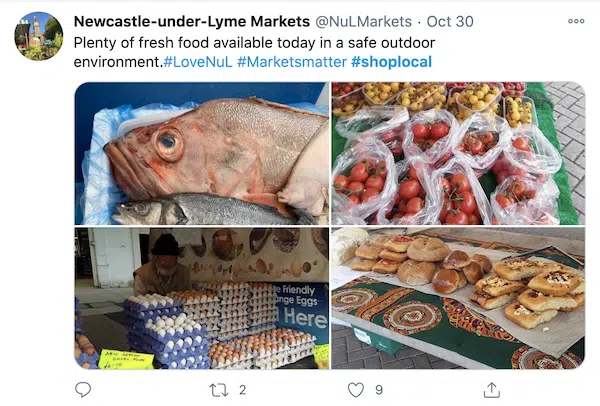 Newcastle-under-Lyme Markets @NuLMarkets · Oct 30
Plenty of fresh food available today in a safe outdoor
environment.#LoveNuL #Marketsmatter #shoplocal
Friendly
nge Eggs
Here
2
9